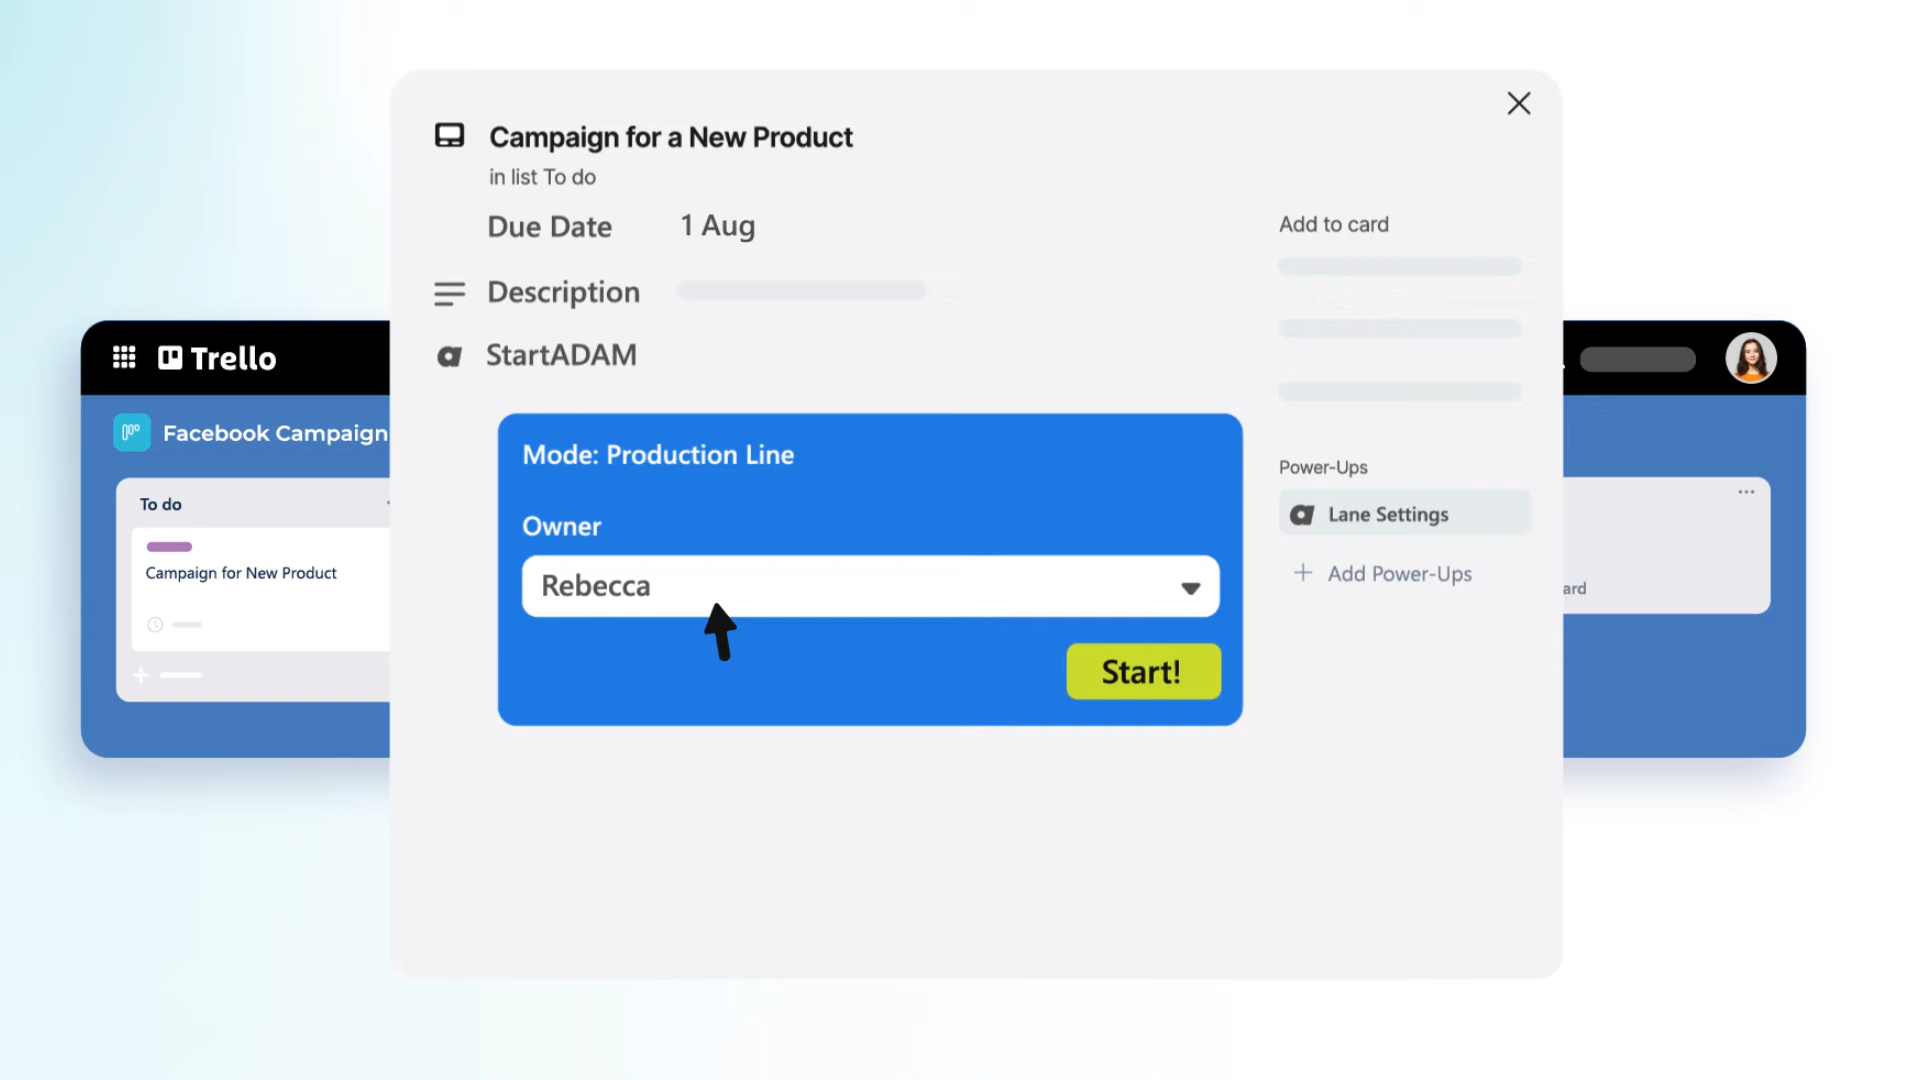 Campaign for a New Product
in list To do
Due Date 1 Aug
Description
StartADAM
Mode: Production Line
Owner
Rebecca
Start!
Add to card
Power-Ups
Lane Settings
+ Add Power-Ups
Trello
Facebook Campaign
To do
Campaign for New Product
ard